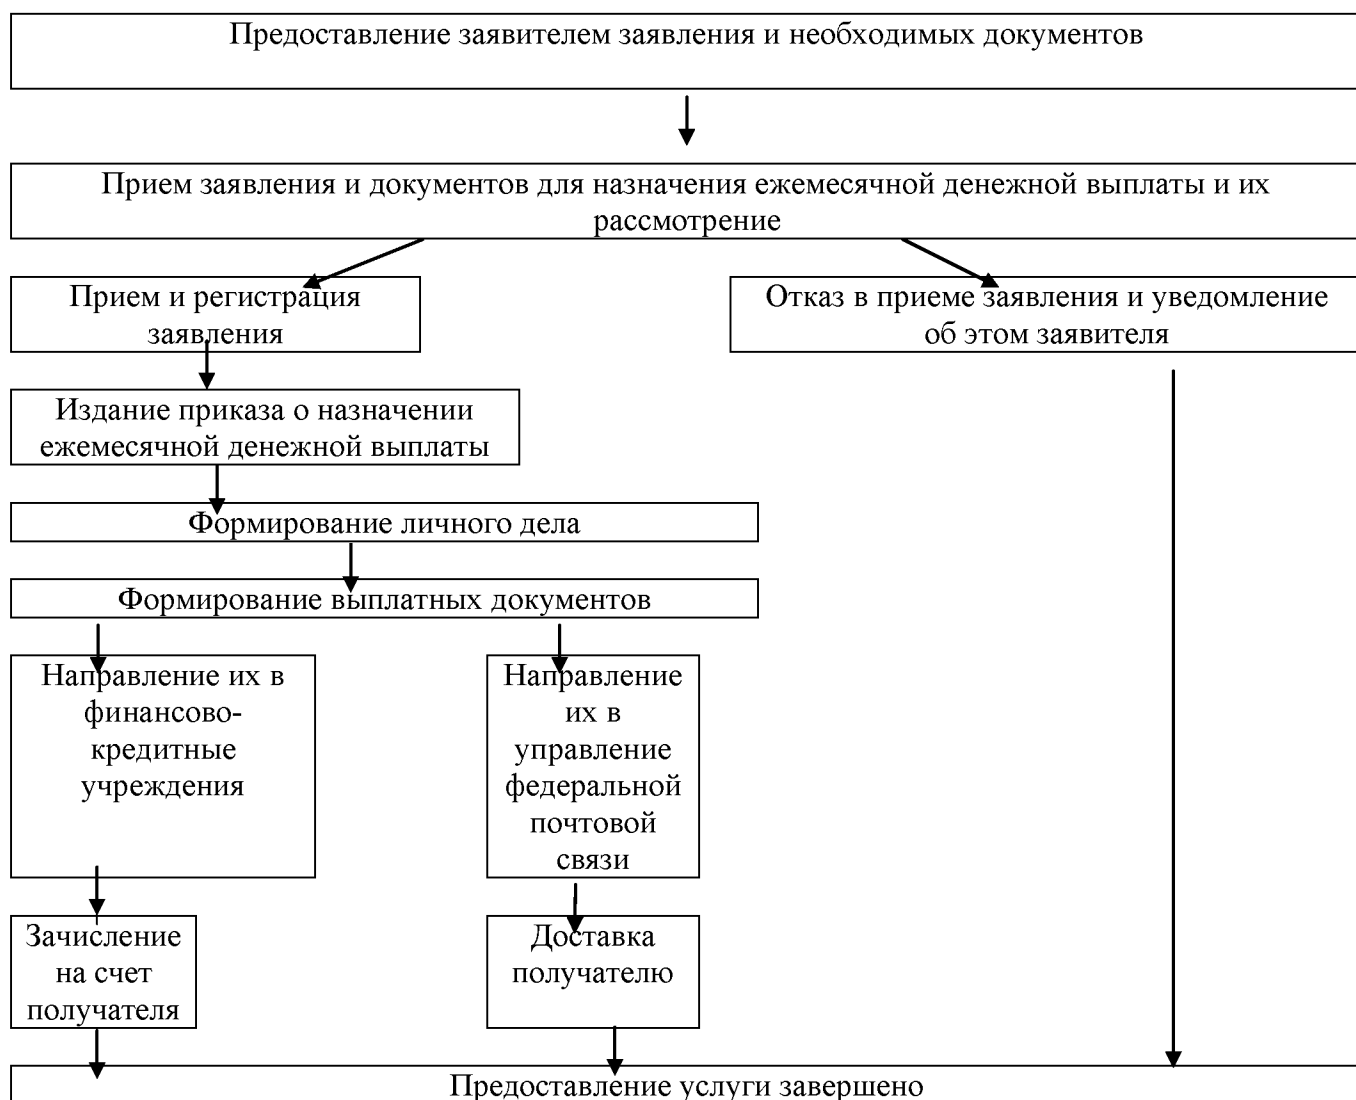 Предоставление заявителем заявления и необходимых документов
Прием заявления и документов для назначения ежемесячной денежной выплаты и их
рассмотрение
Прием и регистрация
заявления
Отказ в приеме заявления и уведомление
об этом заявителя
Издание приказа о назначении
ежемесячной денежной выплаты
Формирование личного дела
Формирование выплатных документов
Направление их в
финансово-
кредитные
учреждения
Направление
их в
управление
федеральной
почтовой
связи
Зачисление
на счет
получателя
Доставка
получателю
Предоставление услуги завершено